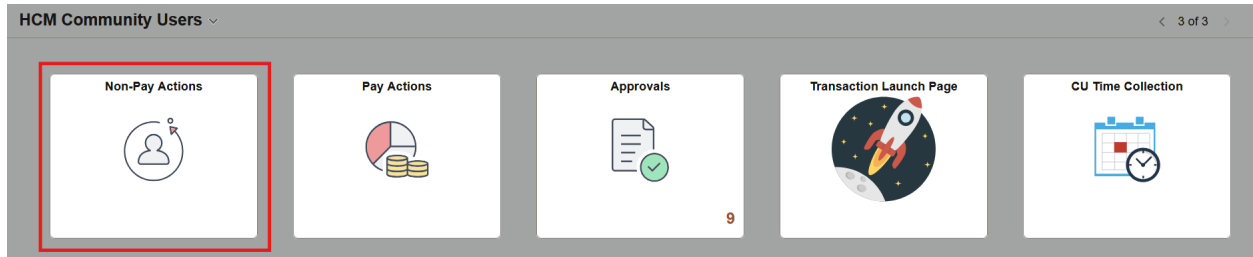 HCM Community Users
< 3 of 3 >
Non-Pay Actions
Pay Actions
Approvals
Transaction Launch Page
CU Time Collection
9